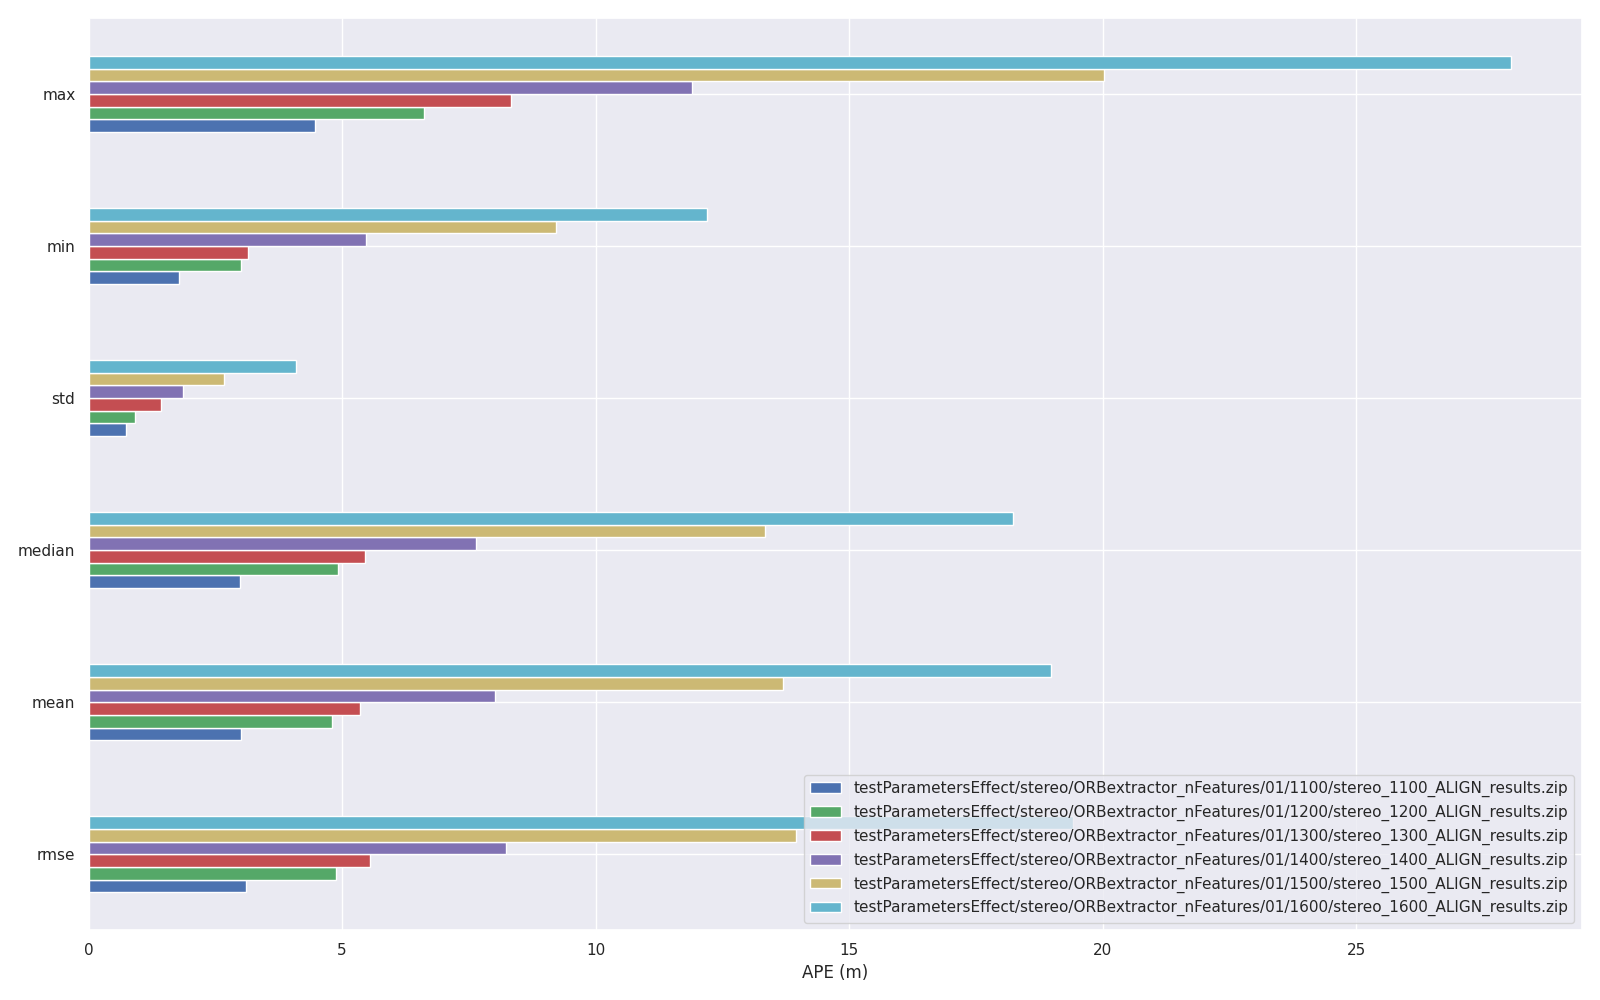 max
min
std
median
mean
rmse
testParametersEffect/stereo/ORBextractor_nFeatures/01/1100/stereo_1100_ALIGN_results.zip
testParametersEffect/stereo/ORBextractor_nFeatures/01/1200/stereo_1200_ALIGN_results.zip
testParametersEffect/stereo/ORBextractor_nFeatures/01/1300/stereo_1300_ALIGN_results.zip
testParametersEffect/stereo/ORBextractor_nFeatures/01/1400/stereo_1400_ALIGN_results.zip
testParametersEffect/stereo/ORBextractor_nFeatures/01/1500/stereo_1500_ALIGN_results.zip
testParametersEffect/stereo/ORBextractor_nFeatures/01/1600/stereo_1600_ALIGN_results.zip
0 5 10 15 20 25
APE (m)